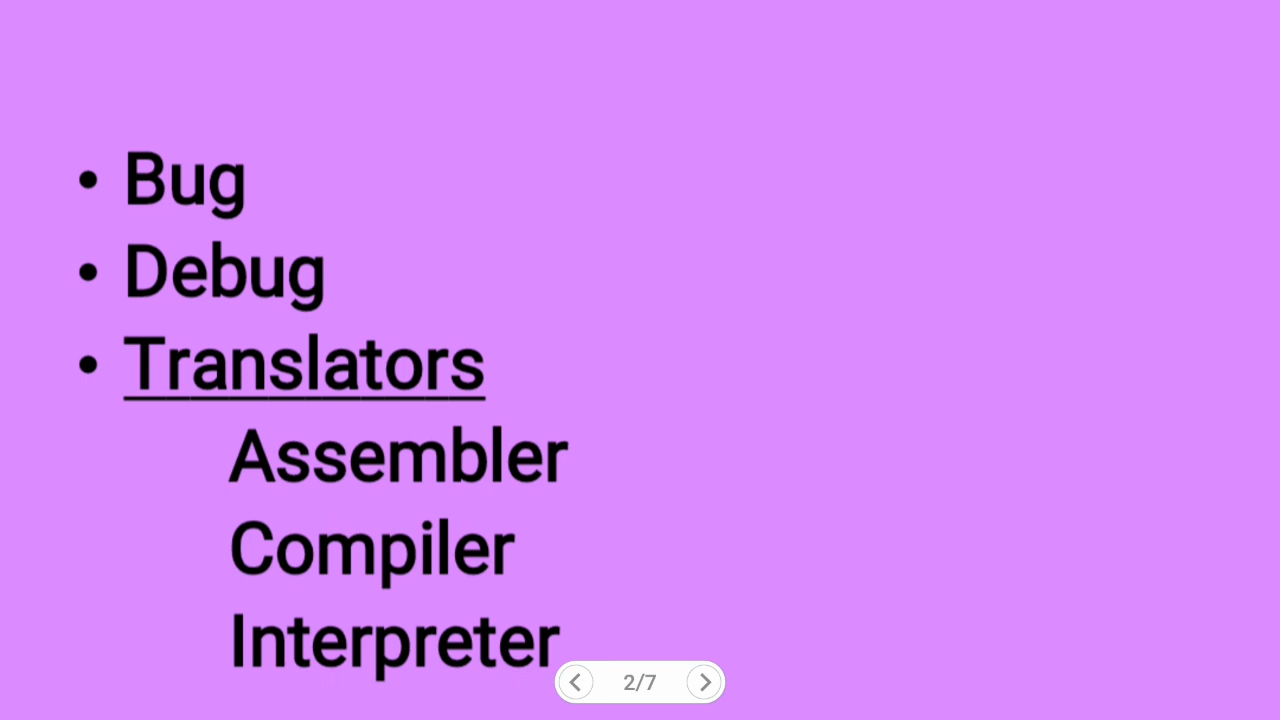 • Bug
• Debug
• Translators
Assembler
Compiler
Interpreter
2/7